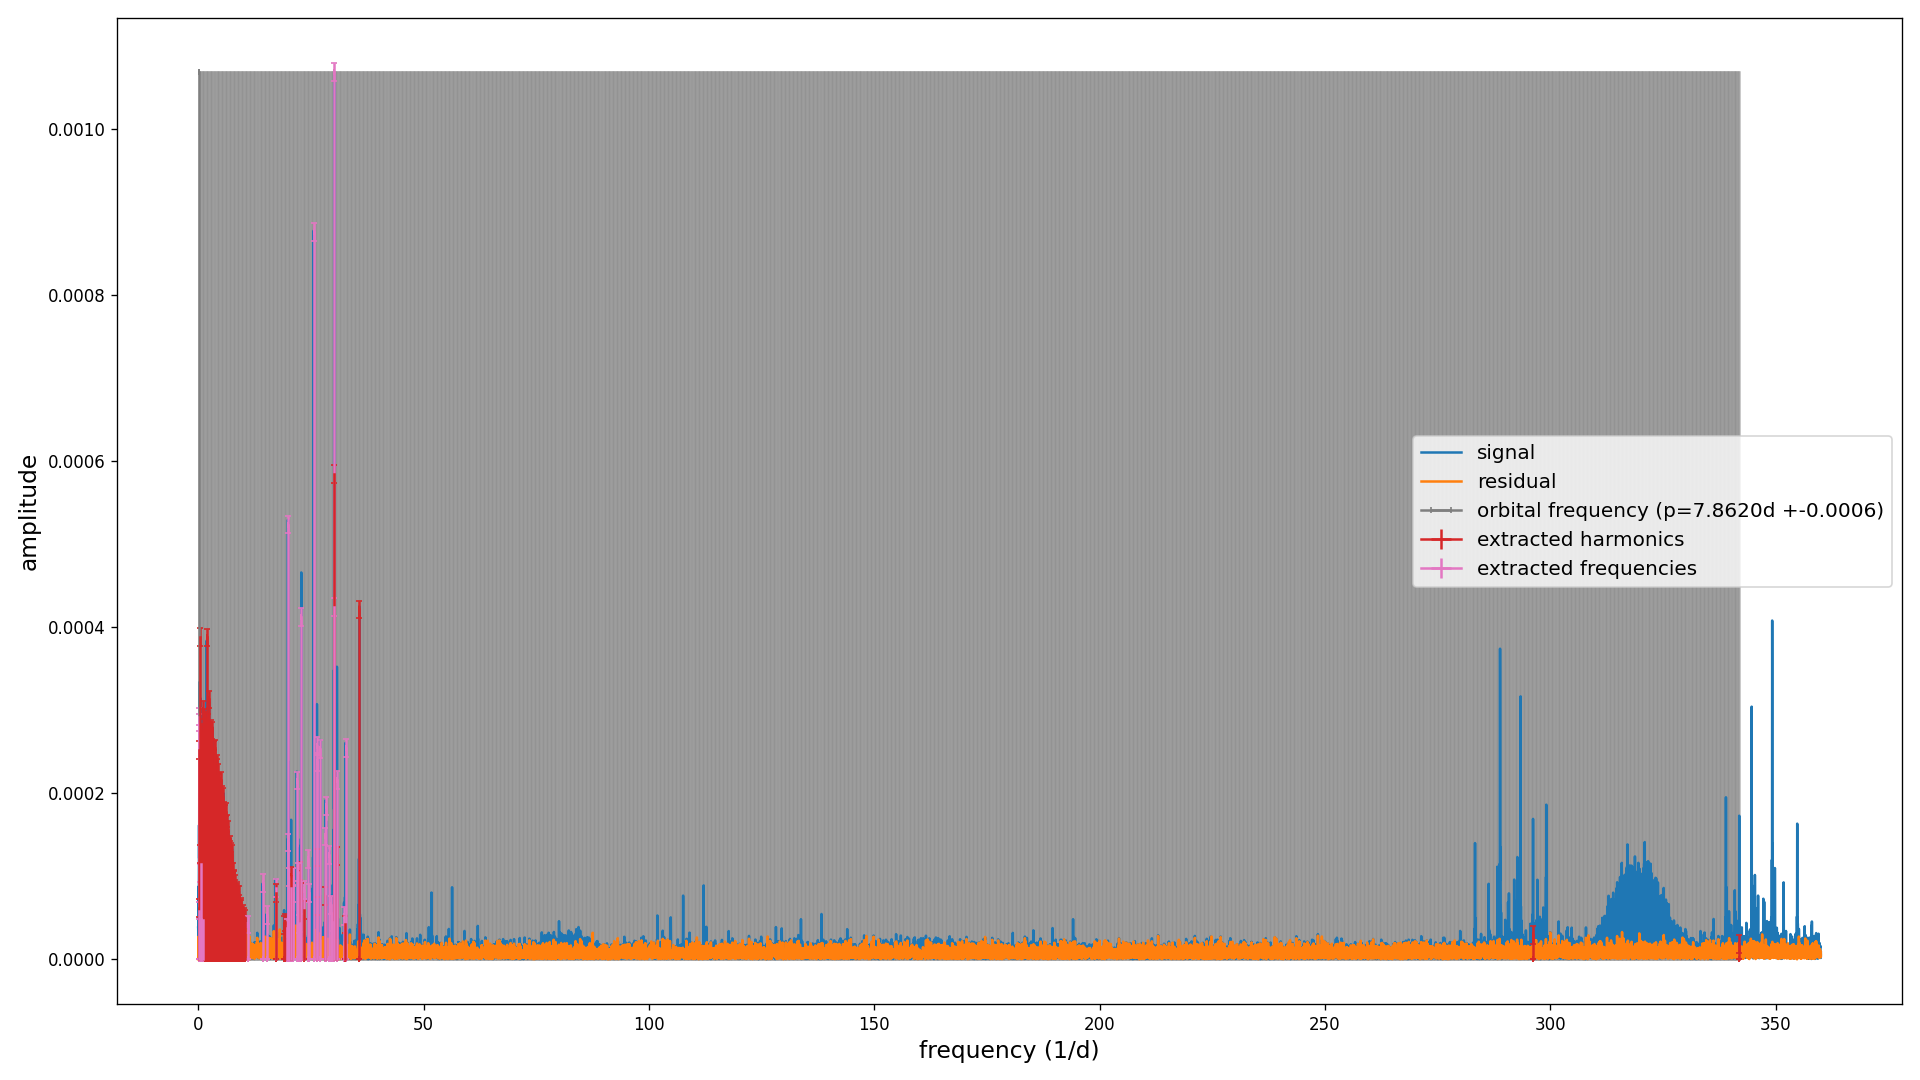 amplitude
0.0010
0.0008
0.0006
0.0004
0.0002
0.0000
signal
residual
orbital frequency (p=7.8620d +-0.0006)
extracted harmonics
extracted frequencies
0 50 100 150 200 250 300 350
frequency (1/d)